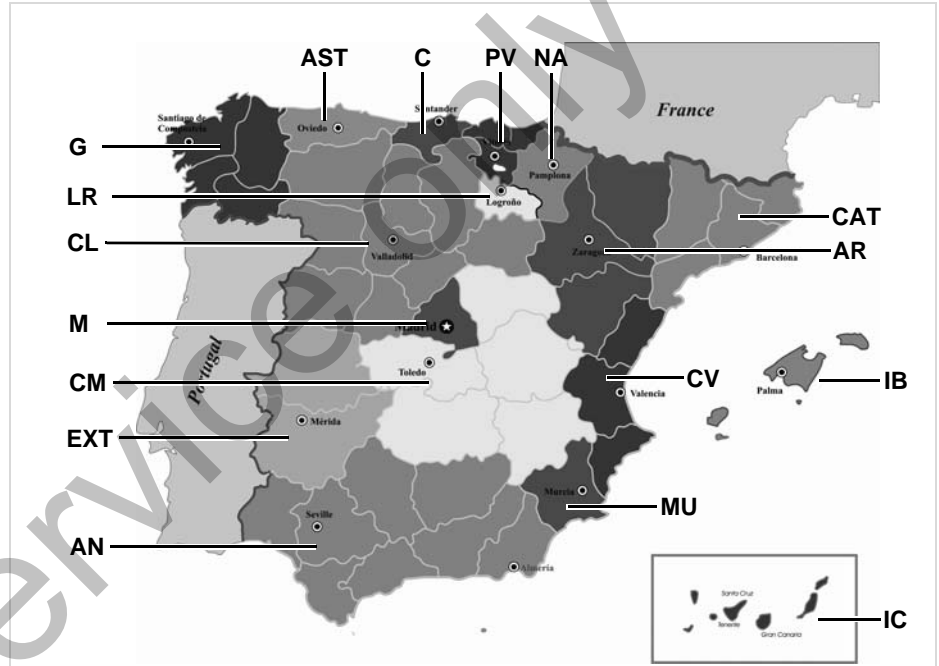 AST C PV NA
Santander
France
Santiago de
Compostela
Oviedo
G
Pamplona
LR
Logroño
CAT
CL
Valladolid
Zarago
AR
Barcelona
M
Madrid
Portugal
Toledo
CM
CV
Palma
IB
Valencia
Mérida
EXT
Murcia
MU
Seville
AN
Almería
Santa Cruz
Tenerife
Gran Canaria
IC
service only